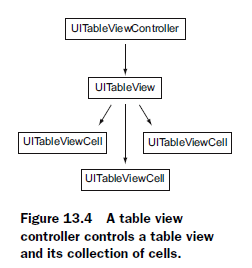 UITableViewController
UITableView
UITableViewCell
UITableViewCell
UITableViewCell
Figure 13.4 A table view
controller controls a table view
and its collection of cells.